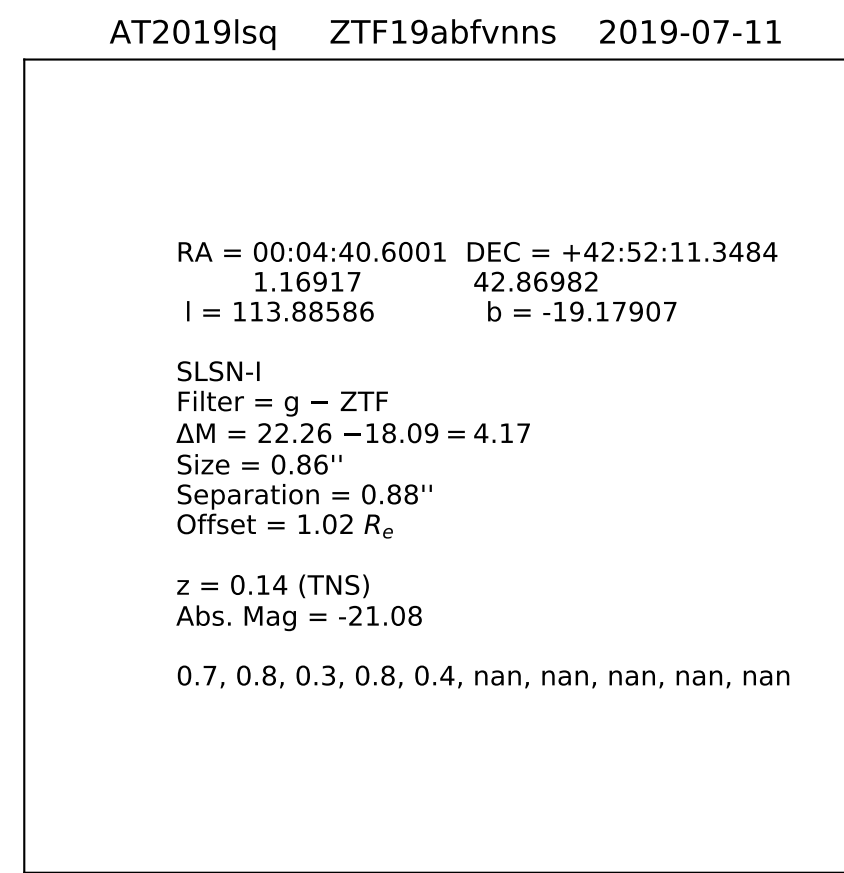 AT2019lsq ZTF19abfvnns 2019-07-11
RA = 00:04:40.6001 DEC = +42:52:11.3484
1.16917 42.86982
l = 113.88586 b = -19.17907
SLSN-I
Filter = g − ZTF
ΔM = 22.26 −18.09 = 4.17
Size = 0.86''
Separation = 0.88''
Offset = 1.02 Re
z = 0.14 (TNS)
Abs. Mag = -21.08
0.7, 0.8, 0.3, 0.8, 0.4, nan, nan, nan, nan, nan